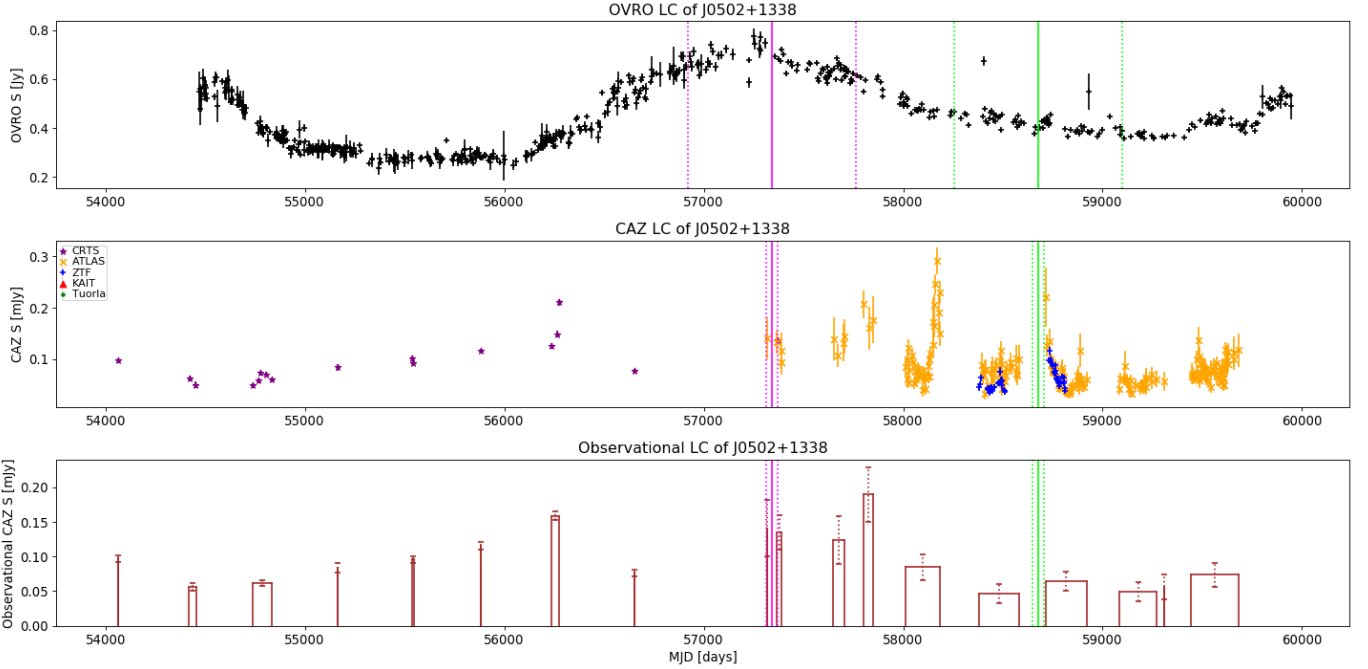 OVRO LC of J0502+1338
OVRO S [Jy]
0.8
0.6
0.4
0.2
54000 55000 56000 57000 58000 59000 60000
CAZ LC of J0502+1338
CAZ S [mJy]
0.3
0.2
0.1
CRTS
ATLAS
ZTF
KAIT
Tuorla
54000 55000 56000 57000 58000 59000 60000
Observational LC of J0502+1338
Observational CAZ S [mJy]
0.20
0.15
0.10
0.05
0.00
54000 55000 56000 57000 58000 59000 60000
MJD [days]